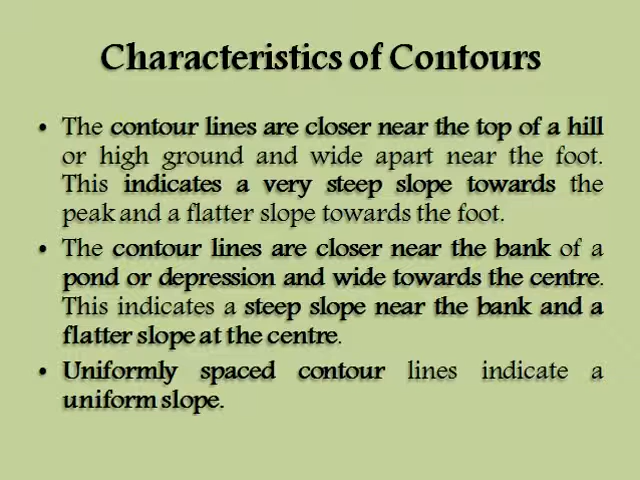 Characteristics of Contours
• The contour lines are closer near the top of a hill
or high ground and wide apart near the foot.
This indicates a very steep slope towards the
peak and a flatter slope towards the foot.
• The contour lines are closer near the bank of a
pond or depression and wide towards the centre.
This indicates a steep slope near the bank and a
flatter slope at the centre.
• Uniformly spaced contour lines indicate a
uniform slope.